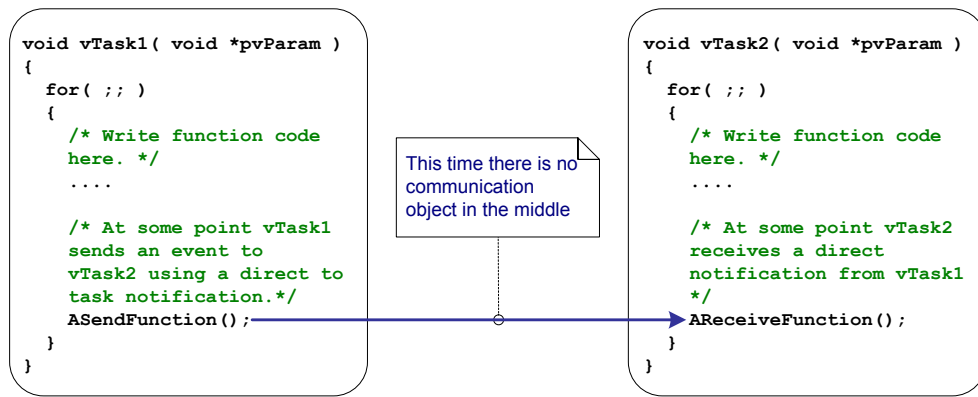 void vTask1( void *pvParam )
{
for( ;; )
{
/* Write function code
here. */
....
/* At some point vTask1
sends an event to
vTask2 using a direct to
task notification.*/
ASendFunction();
}
}
This time there is no
communication
object in the middle
void vTask2( void *pvParam )
{
for( ;; )
{
/* Write function code
here. */
....
/* At some point vTask2
receives a direct
notification from vTask1
*/
AReceiveFunction();
}
}